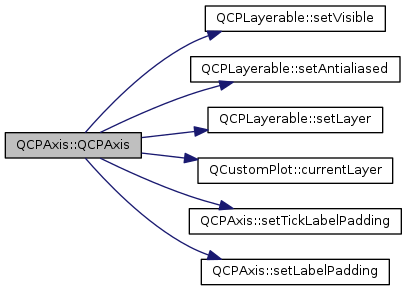 QCPLayerable::setVisible
QCPLayerable::setAntialiased
QCPLayerable::setLayer
QCPAxis::QCPAxis
QCustomPlot::currentLayer
QCPAxis::setTickLabelPadding
QCPAxis::setLabelPadding